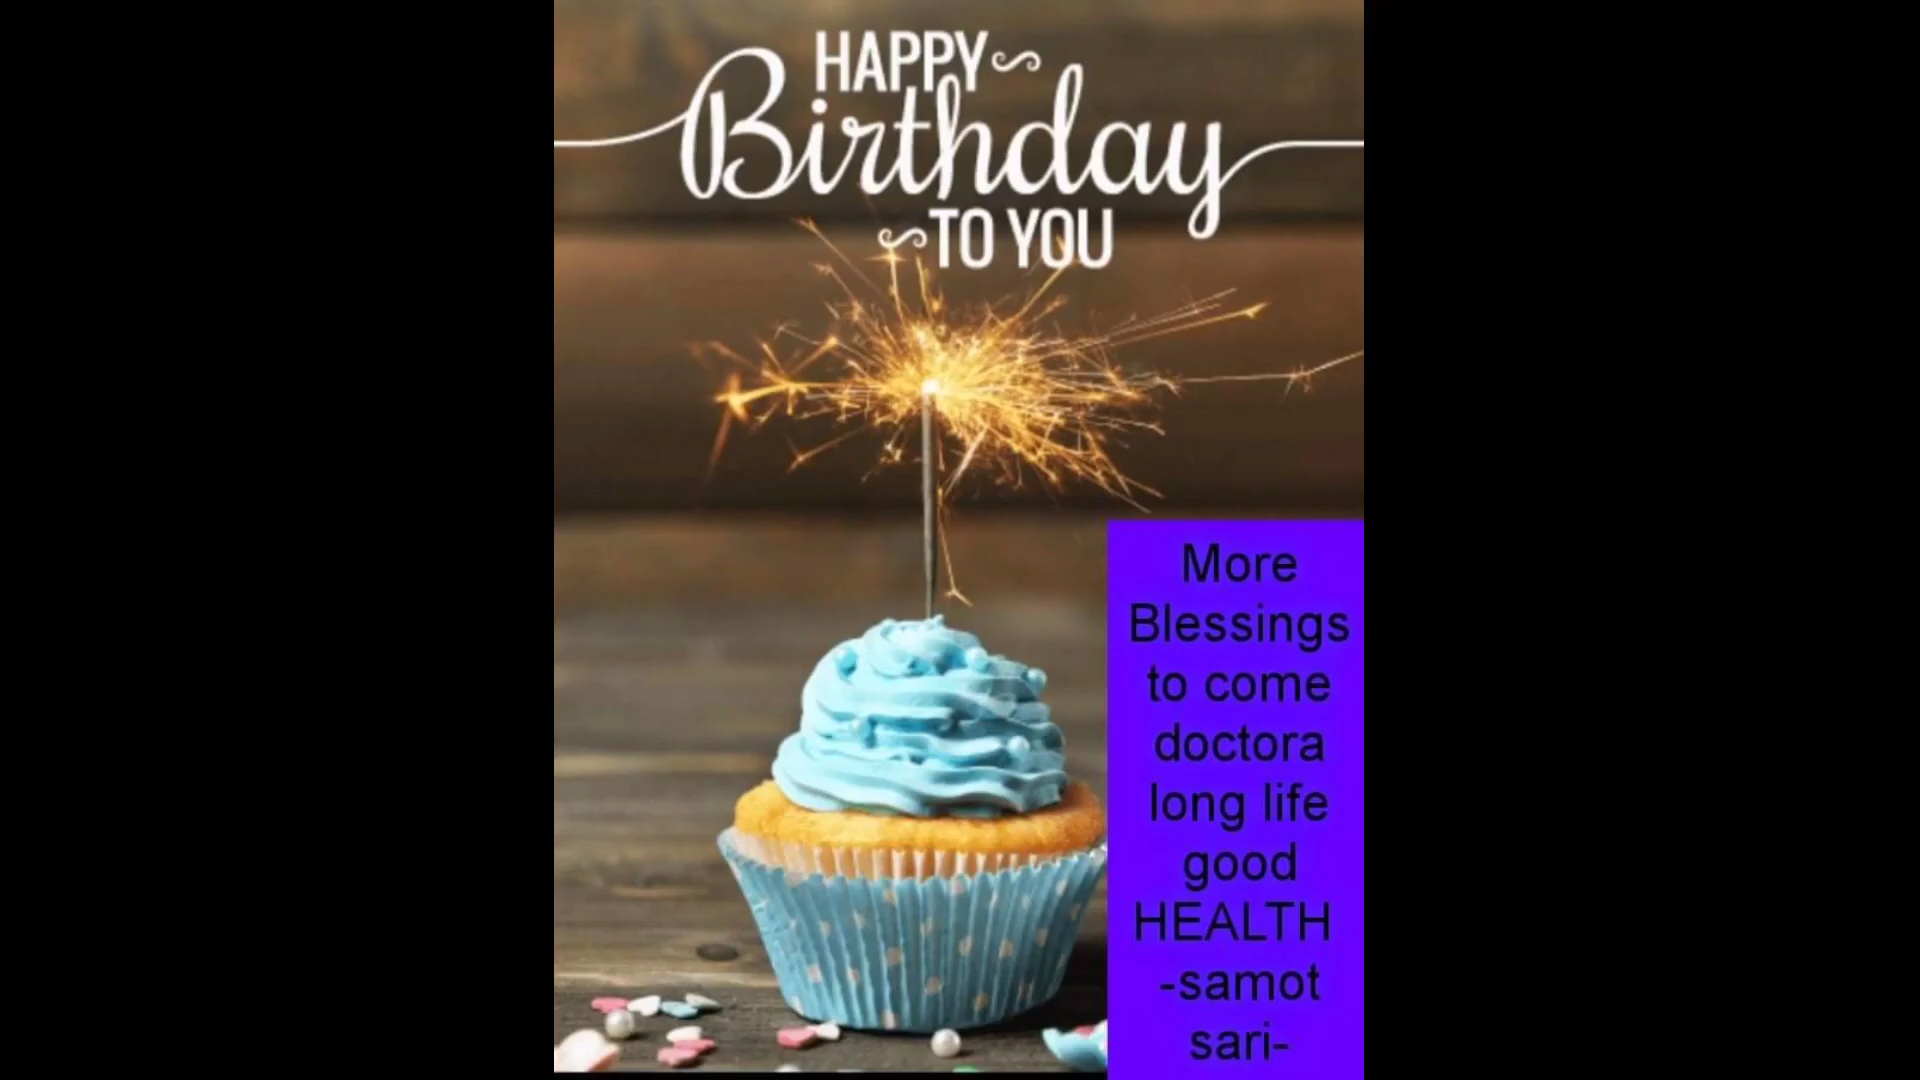 HAPPY
Birthday
TO YOU
More
Blessings
to come
doctora
long life
good
HEALTH
-samot
sari-